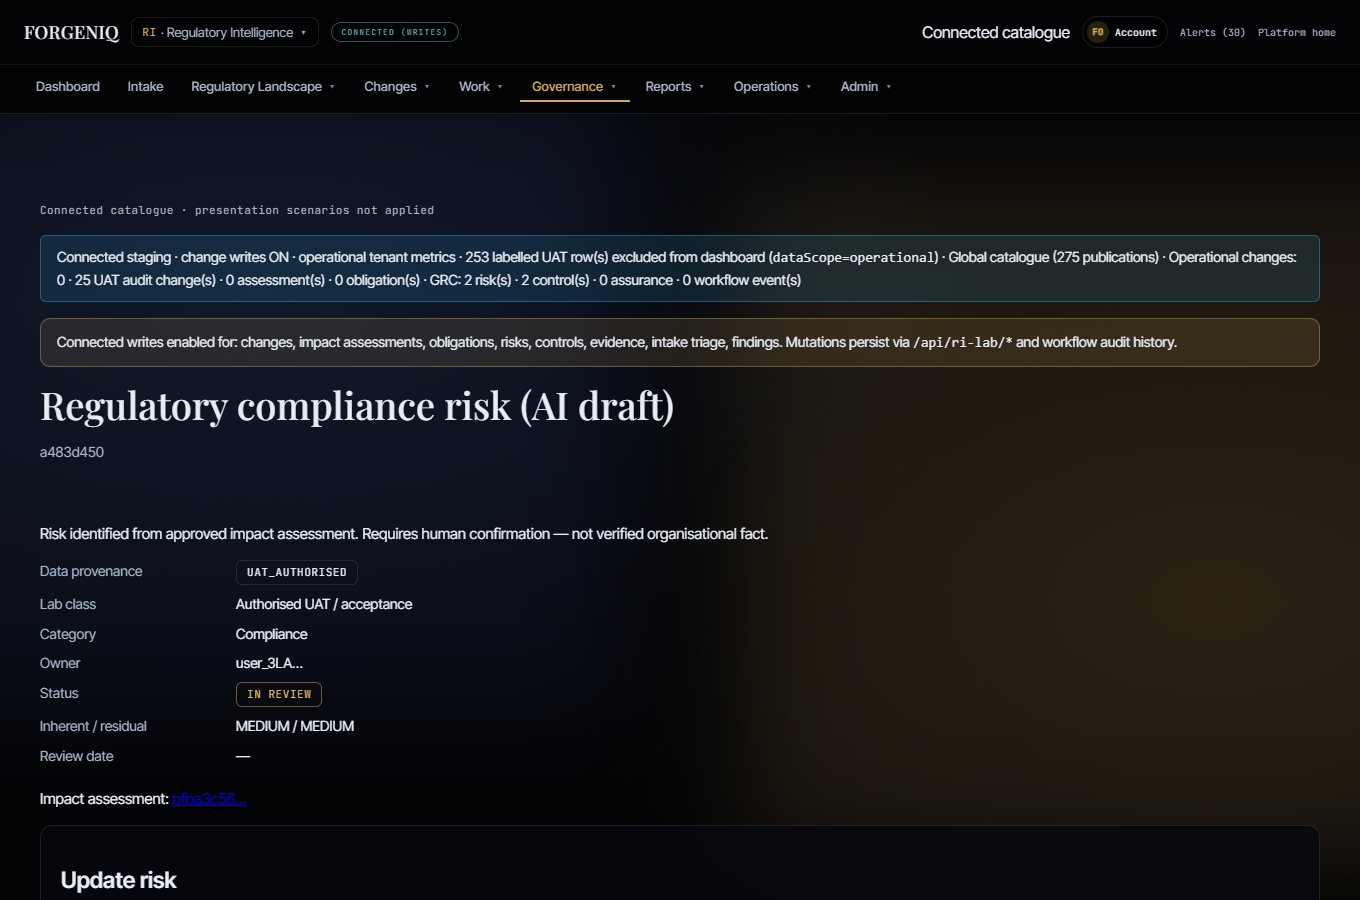 FORGENIQ
RI · Regulatory Intelligence
CONNECTED (WRITES)
Connected catalogue
FO Account
Alerts (30)
Platform home
Dashboard
Intake
Regulatory Landscape
Changes
Work
Governance
Reports
Operations
Admin
Connected catalogue · presentation scenarios not applied
Connected staging · change writes ON · operational tenant metrics · 253 labelled UAT row(s) excluded from dashboard (dataScope=operational) · Global catalogue (275 publications) · Operational changes:
0 · 25 UAT audit change(s) · 0 assessment(s) · 0 obligation(s) · GRC: 2 risk(s) · 2 control(s) · 0 assurance · 0 workflow event(s)
Connected writes enabled for: changes, impact assessments, obligations, risks, controls, evidence, intake triage, findings. Mutations persist via /api/ri-lab/* and workflow audit history.
Regulatory compliance risk (AI draft)
a483d450
Risk identified from approved impact assessment. Requires human confirmation — not verified organisational fact.
Data provenance UAT_AUTHORISED
Lab class Authorised UAT / acceptance
Category Compliance
Owner user_3LA...
Status IN REVIEW
Inherent / residual MEDIUM / MEDIUM
Review date —
Impact assessment: bfba3c56...
Update risk